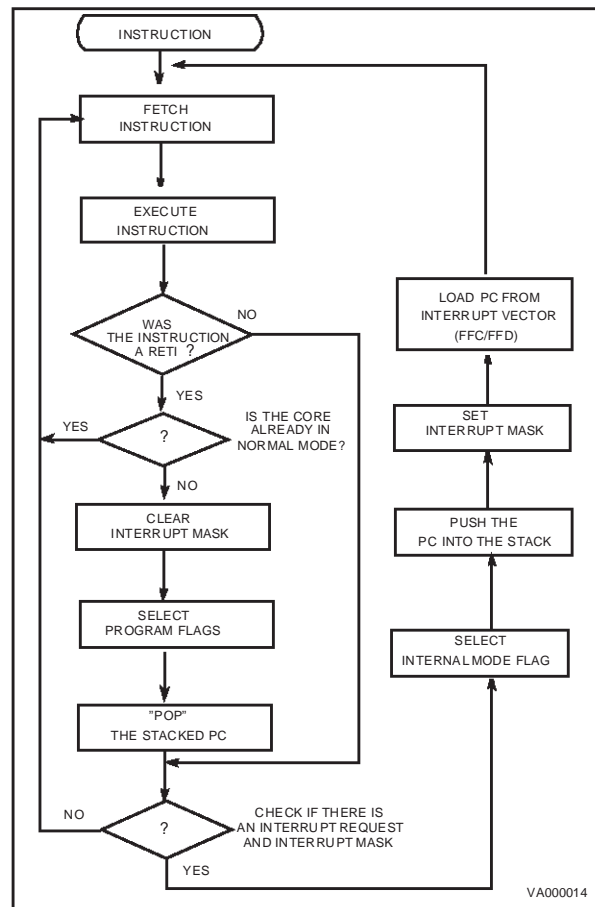 INSTRUCTION
FETCH
INSTRUCTION
EXECUTE
INSTRUCTION
WAS
THE INSTRUCTION
A RETI ?
NO
YES
YES
?
IS THE CORE
ALREADY IN
NORMAL MODE?
NO
CLEAR
INTERRUPT MASK
SELECT
PROGRAM FLAGS
"POP"
THE STACKED PC
NO
?
CHECK IF THERE IS
AN INTERRUPT REQUEST
AND INTERRUPT MASK
YES
SELECT
INTERNAL MODE FLAG
PUSH THE
PC INTO THE STACK
SET
INTERRUPT MASK
LOAD PC FROM
INTERRUPT VECTOR
(FFC/FFD)
VA000014